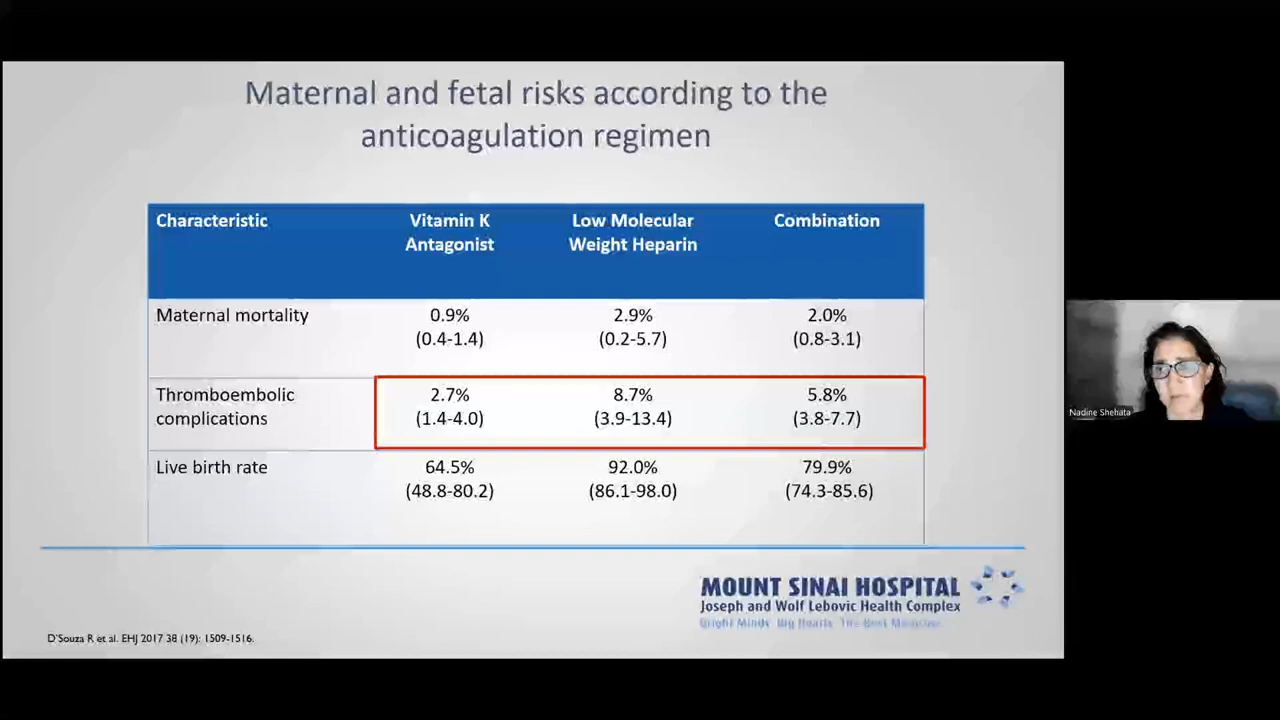 Maternal and fetal risks according to the
anticoagulation regimen
Characteristic
Vitamin K
Antagonist
Low Molecular
Weight Heparin
Combination
Maternal mortality
0.9%
(0.4-1.4)
2.9%
(0.2-5.7)
2.0%
(0.8-3.1)
Thromboembolic
complications
2.7%
(1.4-4.0)
8.7%
(3.9-13.4)
5.8%
(3.8-7.7)
Live birth rate
64.5%
(48.8-80.2)
92.0%
(86.1-98.0)
79.9%
(74.3-85.6)
MOUNT SINAI HOSPITAL
Joseph and Wolf Lebovic Health Complex
Bright Minds. Big Hearts. The Best Medicine.
D'Souza R et al. EHJ 2017 38 (19): 1509-1516.
Nadine Shehata